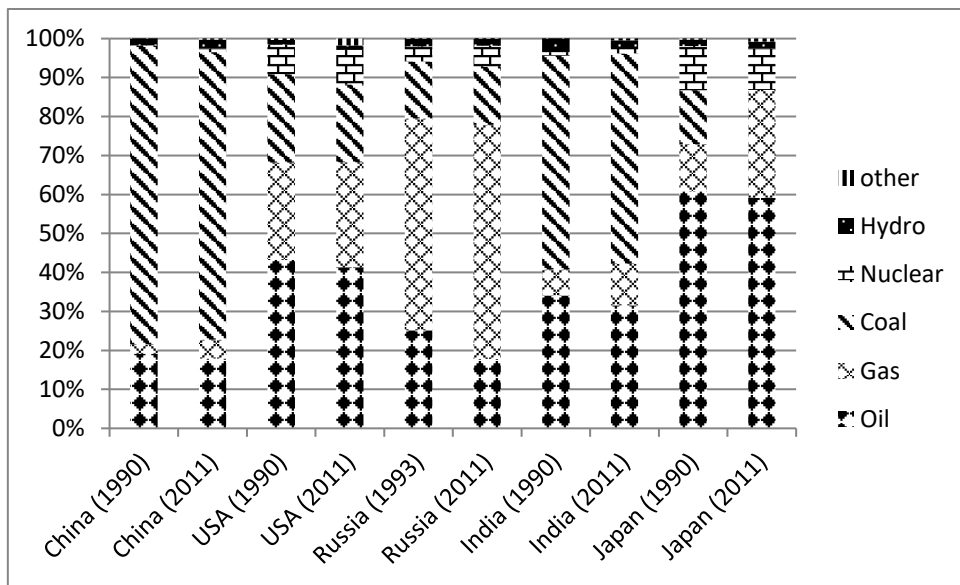 100%
90%
80%
70%
60%
50%
40%
30%
20%
10%
0%
China (1990)
China (2011)
USA (1990)
USA (2011)
Russia (1993)
Russia (2011)
India (1990)
India (2011)
Japan (1990)
Japan (2011)
other
Hydro
Nuclear
Coal
Gas
Oil